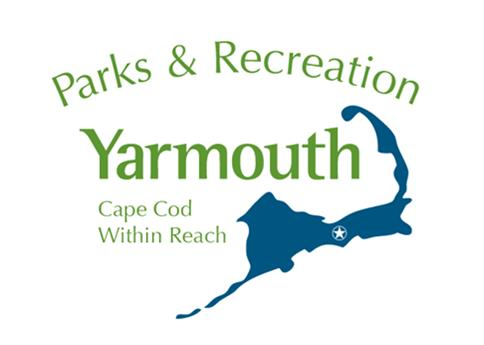 Parks & Recreation
Yarmouth
Cape Cod
Within Reach